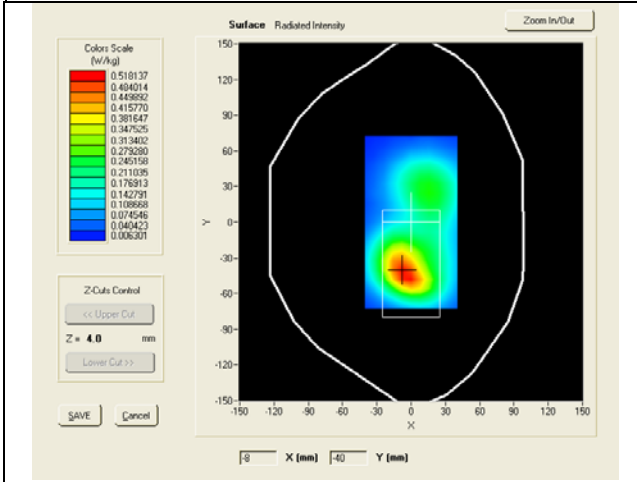 Surface Radiated Intensity
Zoom In/Out
Colors Scale
(W/kg)
0.518137
0.484014
0.449892
0.415770
0.381647
0.347525
0.313402
0.279280
0.245158
0.211035
0.176913
0.142791
0.108668
0.074546
0.040423
0.006301
150-
120-
90-
60-
30-
0-
-30-
-60-
-90-
-120-
-150-
Y
-150 -120 -90 -60 -30 0 30 60 90 120 150
X
Z-Cuts Control
<< Upper Cut
Z = 4.0 mm
Lower Cut >>
SAVE Cancel
-8 X (mm) -40 Y (mm)